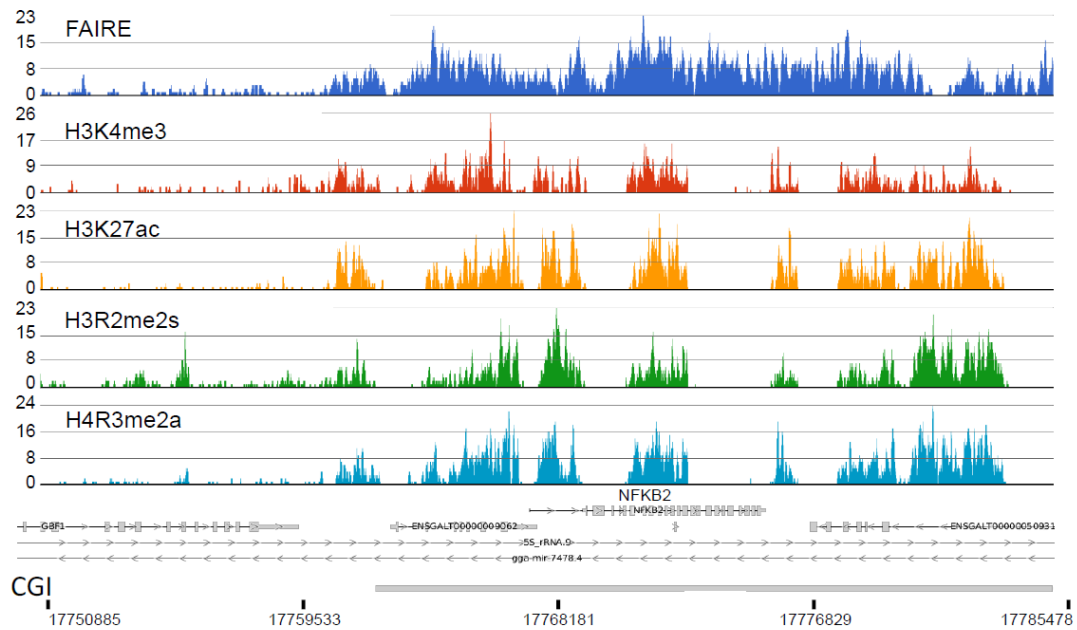 23
FAIRE
15
8
0
26
H3K4me3
17
9
0
23
H3K27ac
15
8
0
23
H3R2me2s
15
8
0
24
H4R3me2a
16
8
0
NFKB2
NFKB2
GBF1 ENSGALT00000009062 ENSGALT00000050931
5S_rRNA.9
gga-mir-7478.4
CGI
17750885 17759533 17768181 17776829 17785478